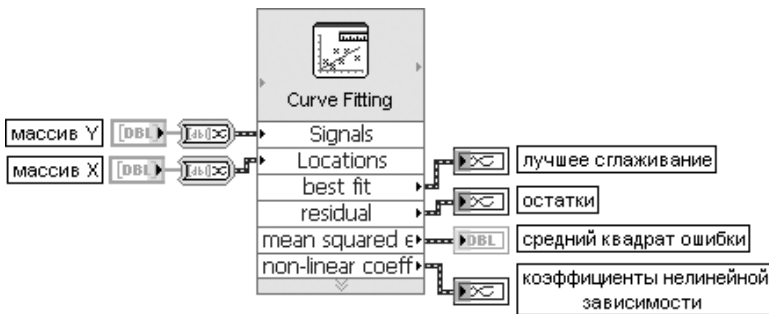 Curve Fitting
массив Y
[DBL]
Signals
массив X
[DBL]
Locations
best fit
лучшее сглаживание
residual
остатки
mean squared e
DBL
средний квадрат ошибки
non-linear coeff
коэффициенты нелинейной
зависимости